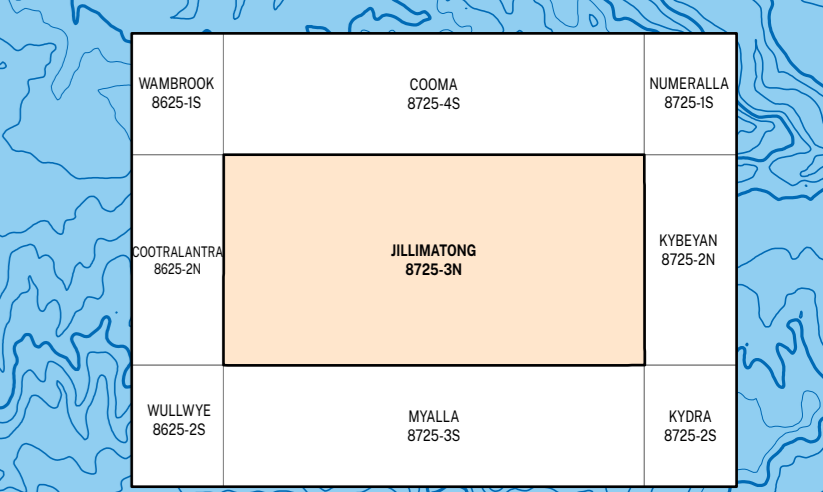 WAMBROOK
8625-1S
COOMA
8725-4S
NUMERALLA
8725-1S
COOTRALANTRA
8625-2N
JILLIMATONG
8725-3N
KYBEYAN
8725-2N
WULLWYE
8625-2S
MYALLA
8725-3S
KYDRA
8725-2S